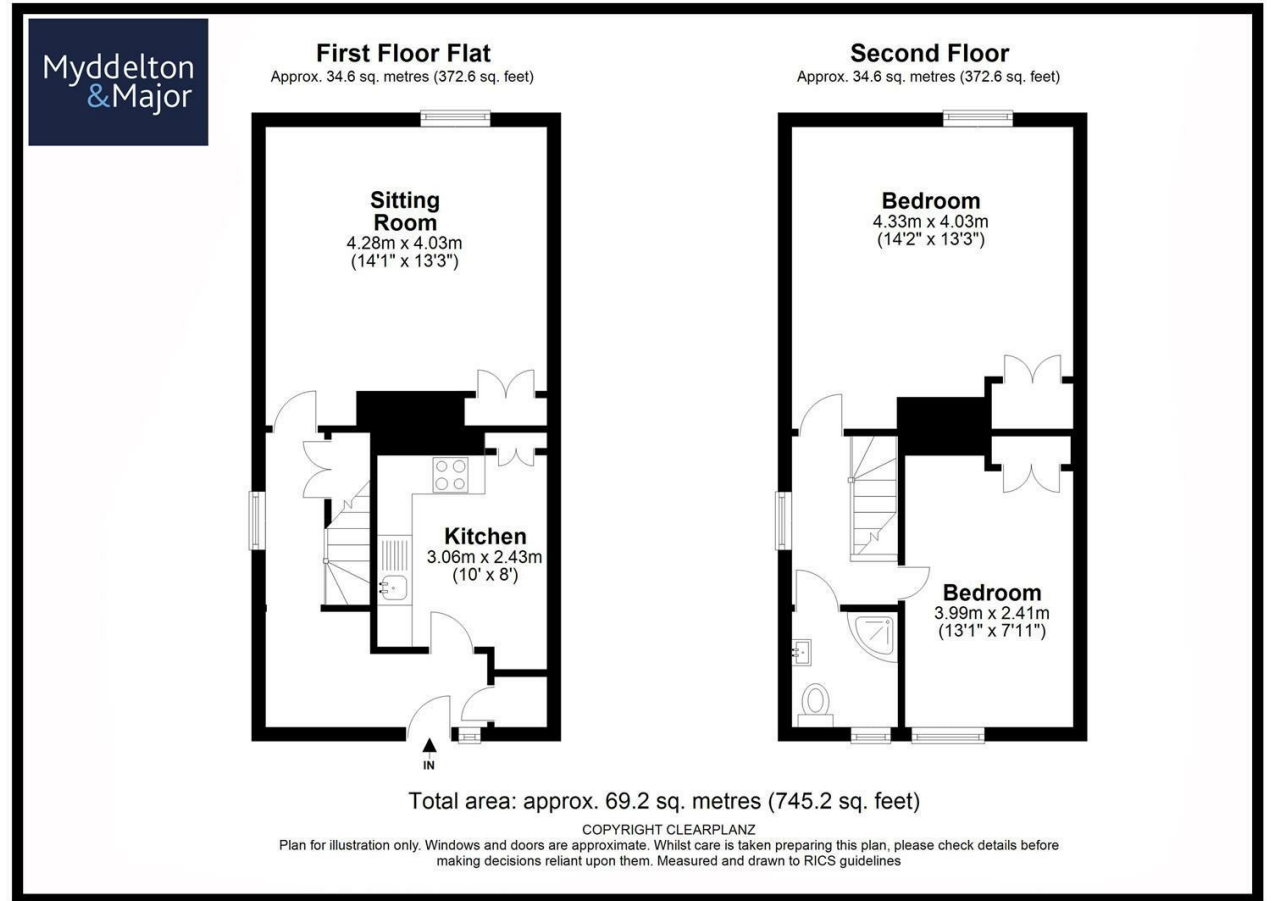 Myddelton
&Major
First Floor Flat
Approx. 34.6 sq. metres (372.6 sq. feet)
Sitting
Room
4.28m x 4.03m
(14'1" x 13'3")
Kitchen
3.06m x 2.43m
(10' x 8')
IN
Second Floor
Approx. 34.6 sq. metres (372.6 sq. feet)
Bedroom
4.33m x 4.03m
(14'2" x 13'3")
Bedroom
3.99m x 2.41m
(13'1" x 7'11")
Total area: approx. 69.2 sq. metres (745.2 sq. feet)
COPYRIGHT CLEARPLANZ
Plan for illustration only. Windows and doors are approximate. Whilst care is taken preparing this plan, please check details before
making decisions reliant upon them. Measured and drawn to RICS guidelines